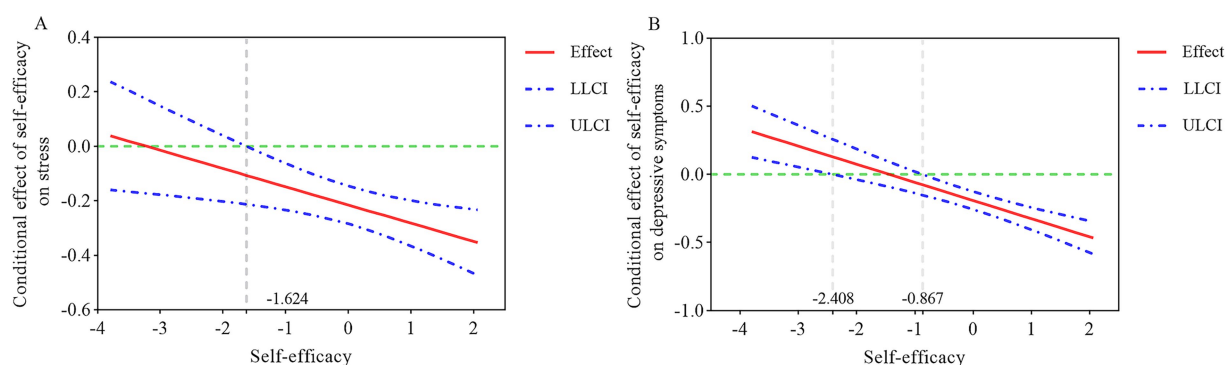 A
Conditional effect of self-efficacy
on stress
0.4
0.2
0.0
-0.2
-0.4
-0.6
-1.624
-4 -3 -2 -1 0 1 2
Self-efficacy
Effect
LLCI
ULCI
B
Conditional effect of self-efficacy
on depressive symptoms
1.0
0.5
0.0
-0.5
-1.0
-2.408 -0.867
-4 -3 -2 -1 0 1 2
Self-efficacy
Effect
LLCI
ULCI